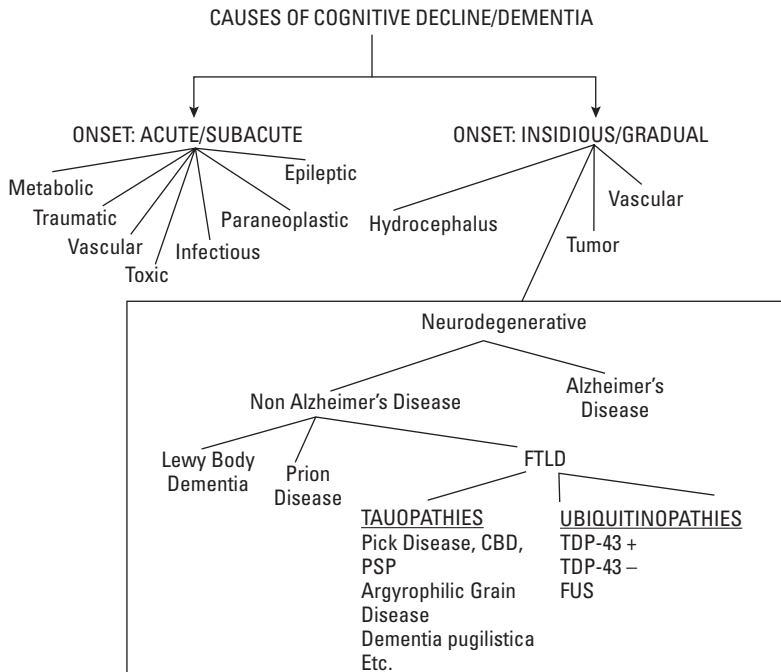 CAUSES OF COGNITIVE DECLINE/DEMENTIA
ONSET: ACUTE/SUBACUTE
Metabolic
Traumatic
Vascular
Toxic
Infectious
Paraneoplastic
Epileptic
ONSET: INSIDIOUS/GRADUAL
Hydrocephalus
Tumor
Vascular
Neurodegenerative
Non Alzheimer's Disease
Alzheimer's
Disease
Lewy Body
Dementia
Prion
Disease
FTLD
TAUOPATHIES
Pick Disease, CBD,
PSP
Argyrophilic Grain
Disease
Dementia pugilistica
Etc.
UBIQUITINOPATHIES
TDP-43 +
TDP-43 –
FUS